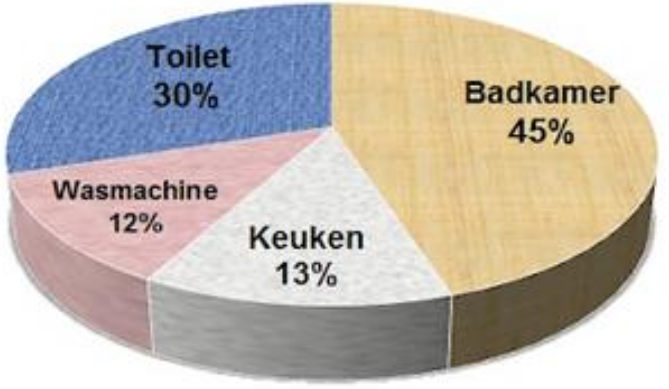 Toilet
30%
Badkamer
45%
Wasmachine
12%
Keuken
13%